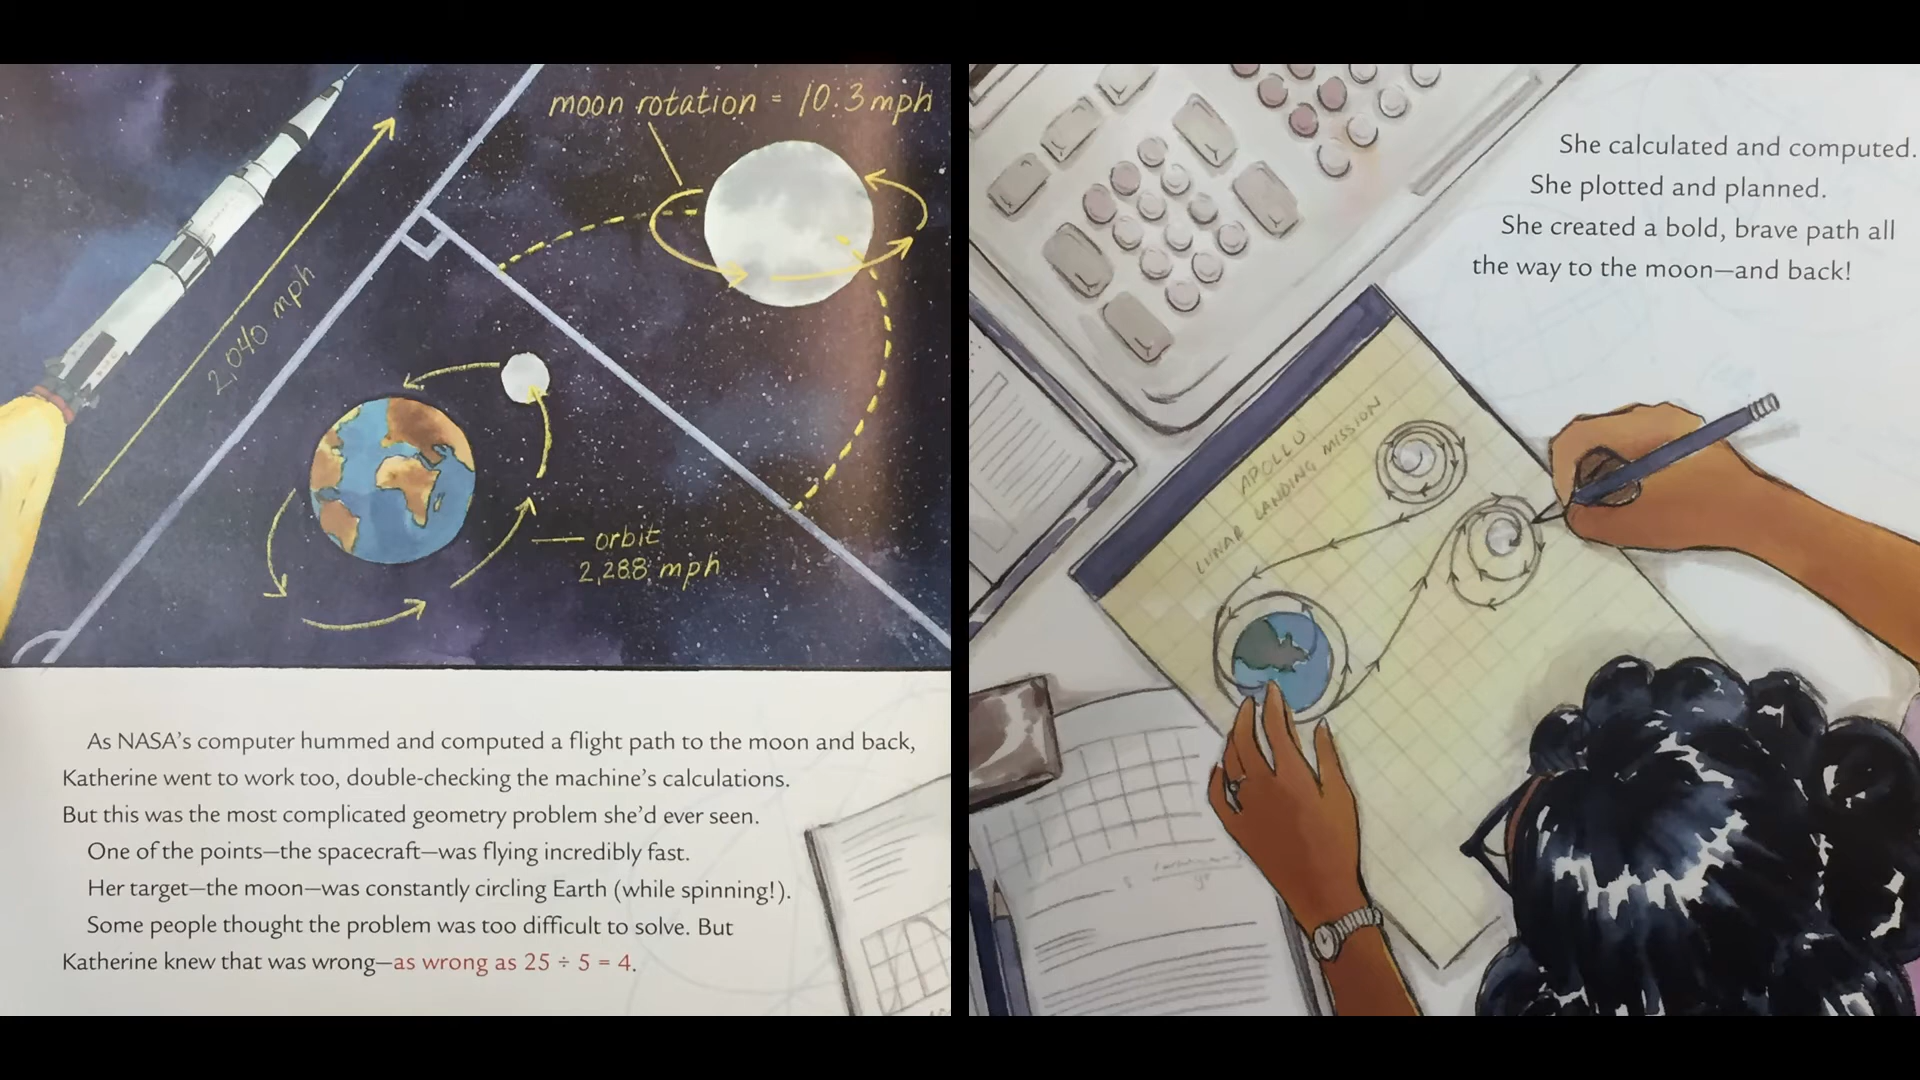 moon rotation = 10.3 mph
2,040 mph
orbit
2,288 mph
As NASA's computer hummed and computed a flight path to the moon and back,
Katherine went to work too, double-checking the machine's calculations.
But this was the most complicated geometry problem she'd ever seen.
One of the points—the spacecraft—was flying incredibly fast.
Her target—the moon—was constantly circling Earth (while spinning!).
Some people thought the problem was too difficult to solve. But
Katherine knew that was wrong—as wrong as 25 ÷ 5 = 4.
She calculated and computed.
She plotted and planned.
She created a bold, brave path all
the way to the moon—and back!
APOLLO
LUNAR LANDING MISSION